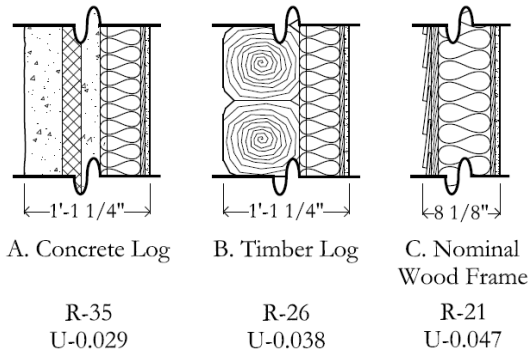 1'-1 1/4"
1'-1 1/4"
8 1/8"
A. Concrete Log
B. Timber Log
C. Nominal
Wood Frame
R-35
U-0.029
R-26
U-0.038
R-21
U-0.047